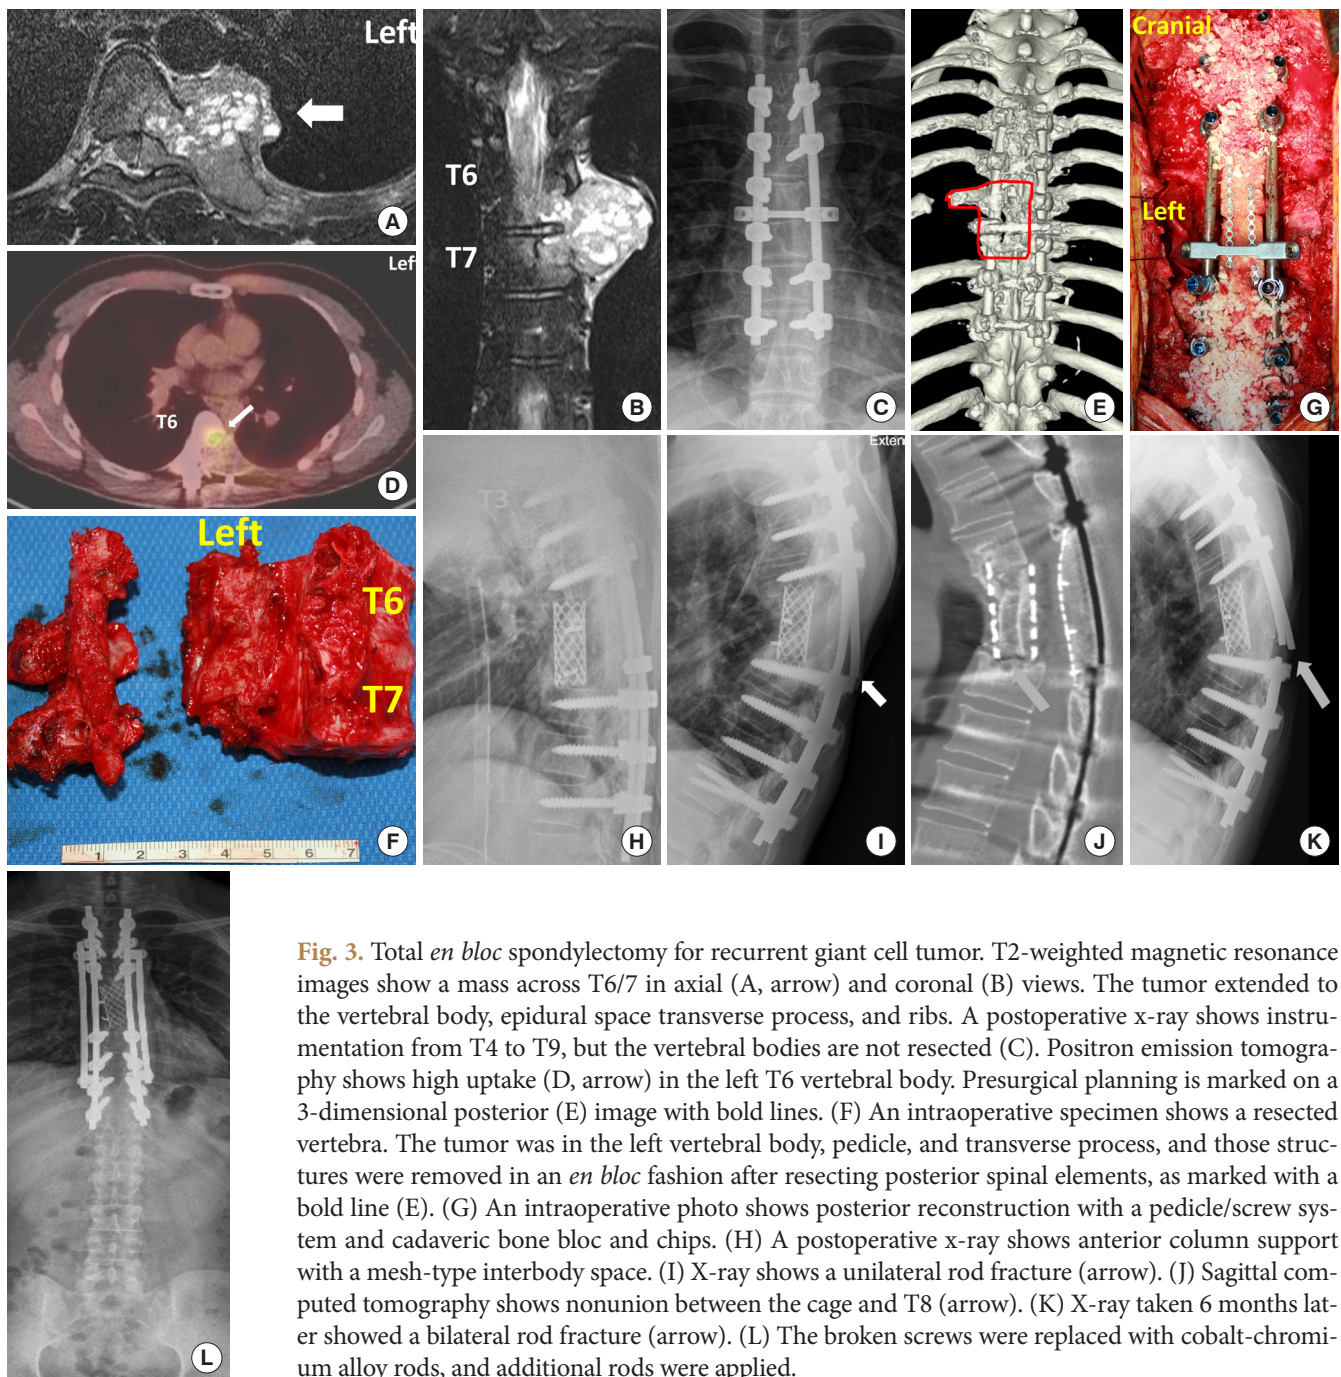 Left
A
T6
T7
B
C
E
Cranial
Left
G
Left
T6
D
Left
T6
T7
1 2 3 4 5 6 7
F
T3
H
Exten
I
J
K
L
Fig. 3. Total en bloc spondylectomy for recurrent giant cell tumor. T2-weighted magnetic resonance
images show a mass across T6/7 in axial (A, arrow) and coronal (B) views. The tumor extended to
the vertebral body, epidural space transverse process, and ribs. A postoperative x-ray shows instru-
mentation from T4 to T9, but the vertebral bodies are not resected (C). Positron emission tomogra-
phy shows high uptake (D, arrow) in the left T6 vertebral body. Presurgical planning is marked on a
3-dimensional posterior (E) image with bold lines. (F) An intraoperative specimen shows a resected
vertebra. The tumor was in the left vertebral body, pedicle, and transverse process, and those struc-
tures were removed in an en bloc fashion after resecting posterior spinal elements, as marked with a
bold line (E). (G) An intraoperative photo shows posterior reconstruction with a pedicle/screw sys-
tem and cadaveric bone bloc and chips. (H) A postoperative x-ray shows anterior column support
with a mesh-type interbody space. (I) X-ray shows a unilateral rod fracture (arrow). (J) Sagittal com-
puted tomography shows nonunion between the cage and T8 (arrow). (K) X-ray taken 6 months lat-
er showed a bilateral rod fracture (arrow). (L) The broken screws were replaced with cobalt-chromi-
um alloy rods, and additional rods were applied.